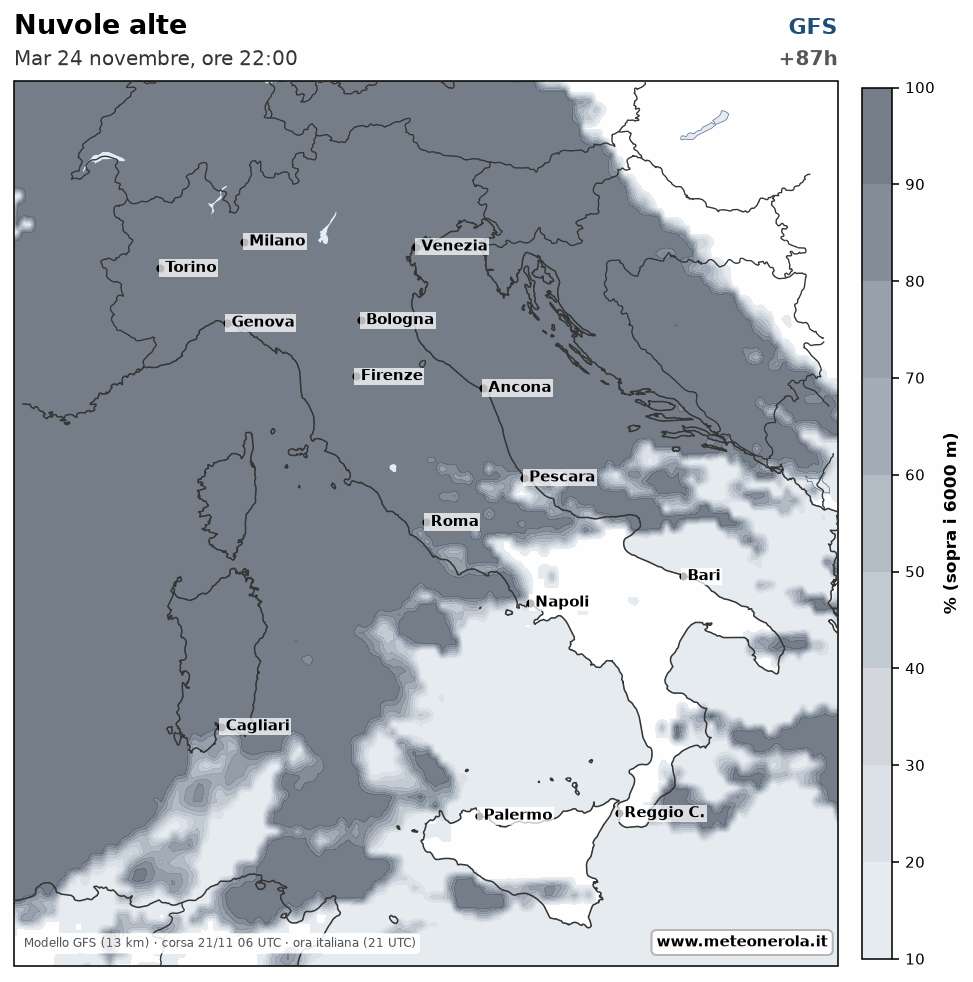 Nuvole alte
GFS
Mar 24 novembre, ore 22:00
+87h
Milano
Venezia
Torino
Genova
Bologna
Firenze
Ancona
Pescara
Roma
Bari
Napoli
Cagliari
Palermo
Reggio C.
100
90
80
70
60
50
40
30
20
10
% (sopra i 6000 m)
Modello GFS (13 km) · corsa 21/11 06 UTC · ora italiana (21 UTC)
www.meteonerola.it